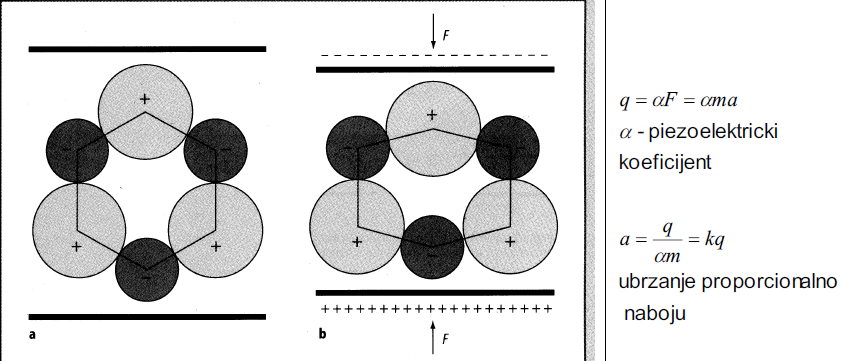 F
– – – – – – – – – – – – – – – – –
+ +
– – – –
+ + + +
– –
+ + + + + + + + + + + + + + + + + + + +
a b
F
q = αF = αma
α - piezoelektricki
koeficijent
a = q / αm = kq
ubrzanje proporcionalno
naboju